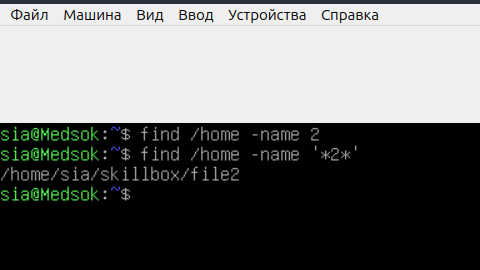 Файл Машина Вид Ввод Устройства Справка
sia@Medsok:~$ find /home -name 2
sia@Medsok:~$ find /home -name '*2*'
/home/sia/skillbox/file2
sia@Medsok:~$